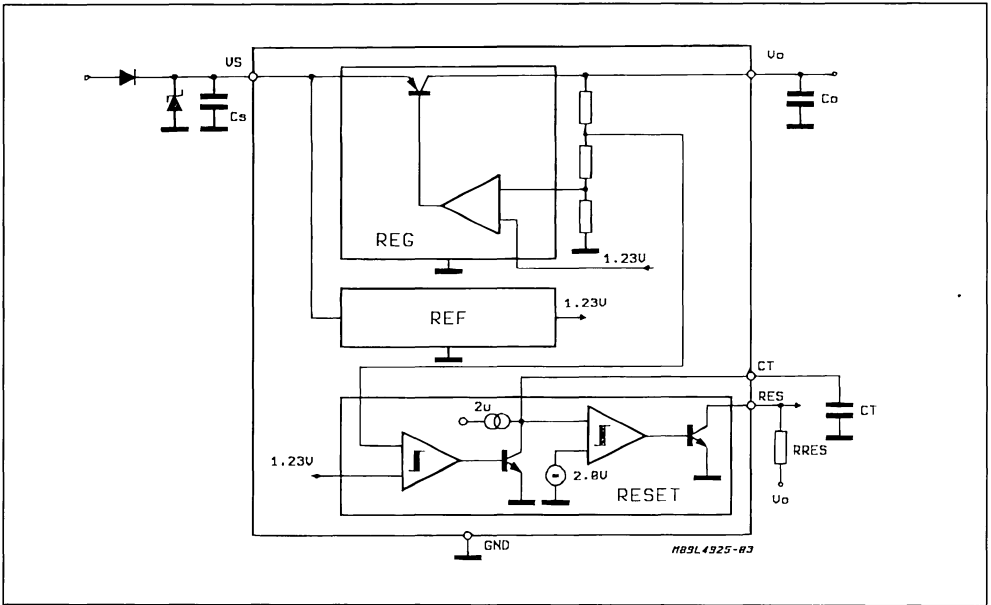 VS
Vo
Cs
Co
REG
1.23V
REF
1.23V
CT
RES
2u
CT
1.23V
2.0V
RRES
RESET
Vo
GND
M89L4925-03